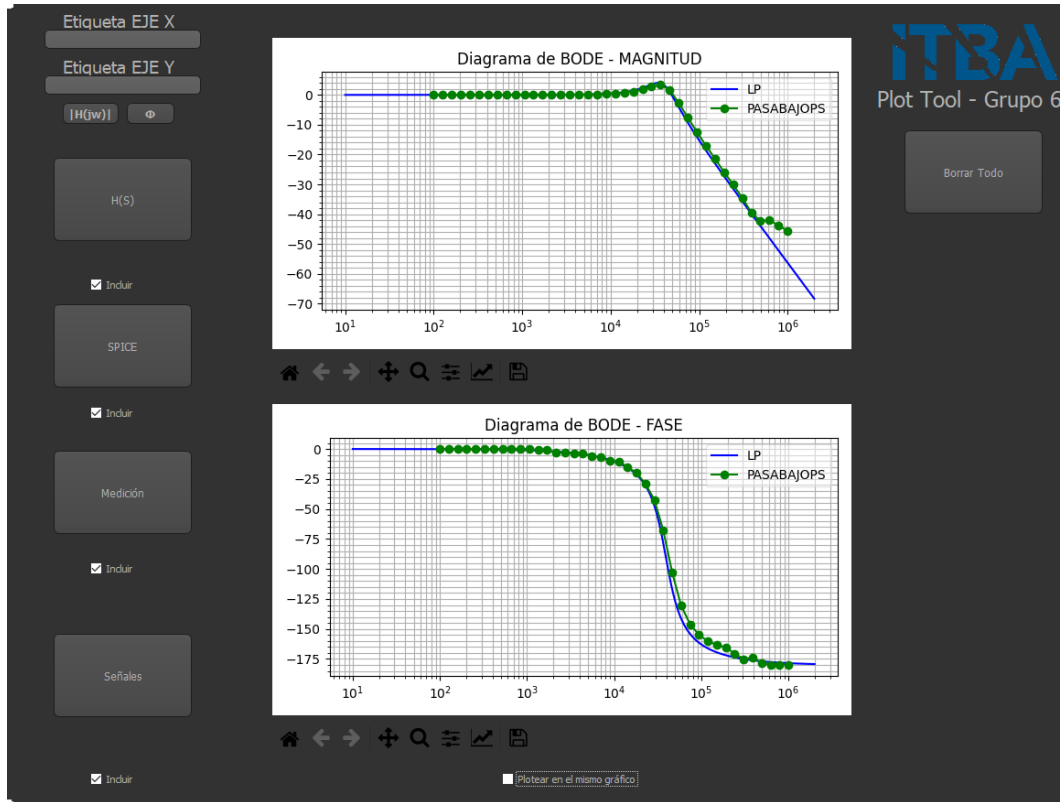 Etiqueta EJE X
Etiqueta EJE Y
|H(jw)|
Φ
H(S)
Incluir
SPICE
Incluir
Medición
Incluir
Señales
Incluir
Diagrama de BODE - MAGNITUD
LP
PASABAJOPS
0
−10
−20
−30
−40
−50
−60
−70
10¹ 10² 10³ 10⁴ 10⁵ 10⁶
Diagrama de BODE - FASE
LP
PASABAJOPS
0
−25
−50
−75
−100
−125
−150
−175
10¹ 10² 10³ 10⁴ 10⁵ 10⁶
Plotear en el mismo gráfico
iTBA
Plot Tool - Grupo 6
Borrar Todo